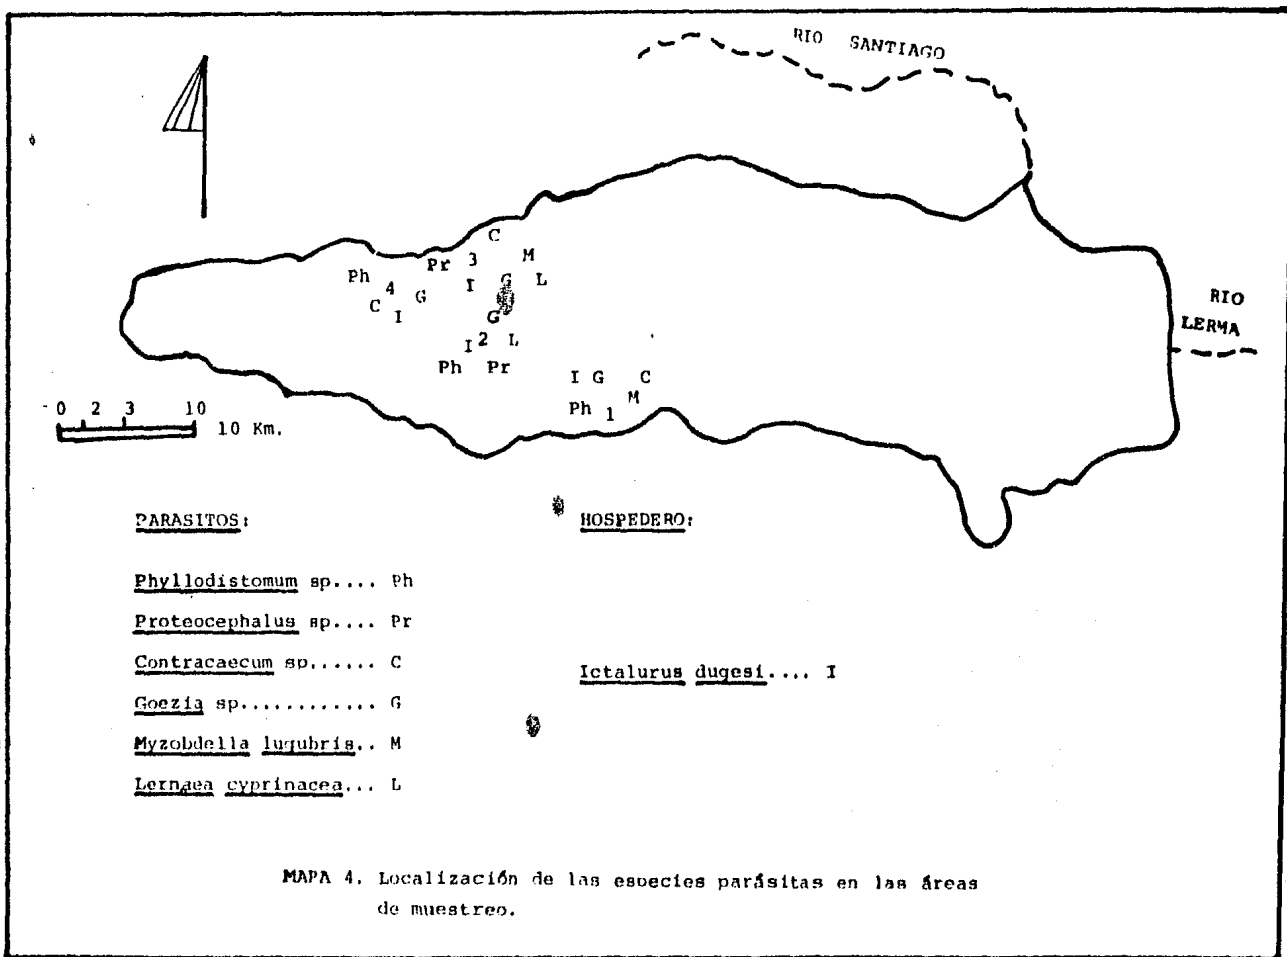 RIO SANTIAGO
C
M
Pr 3
Ph 4 I G L
C I G
G
I 2 L
Ph Pr
I G C
M
Ph 1
RIO
LERMA
0 2 3 10
10 Km.
PARASITOS:
Phyllodistomum sp.... Ph
Proteocephalus sp.... Pr
Contracaecum sp...... C
Goezia sp............ G
Myzobdella lugubris.. M
Lernaea cyprinacea... L
HOSPEDERO:
Ictalurus dugesi.... I
MAPA 4. Localización de las especies parásitas en las áreas
de muestreo.